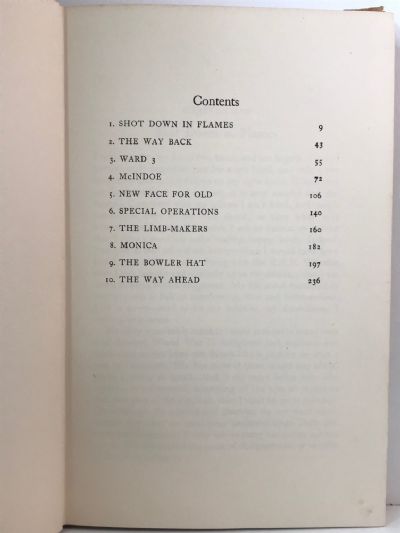 Contents
1. SHOT DOWN IN FLAMES 9
2. THE WAY BACK 43
3. WARD 3 55
4. McINDOE 72
5. NEW FACE FOR OLD 106
6. SPECIAL OPERATIONS 140
7. THE LIMB-MAKERS 160
8. MONICA 182
9. THE BOWLER HAT 197
10. THE WAY AHEAD 236